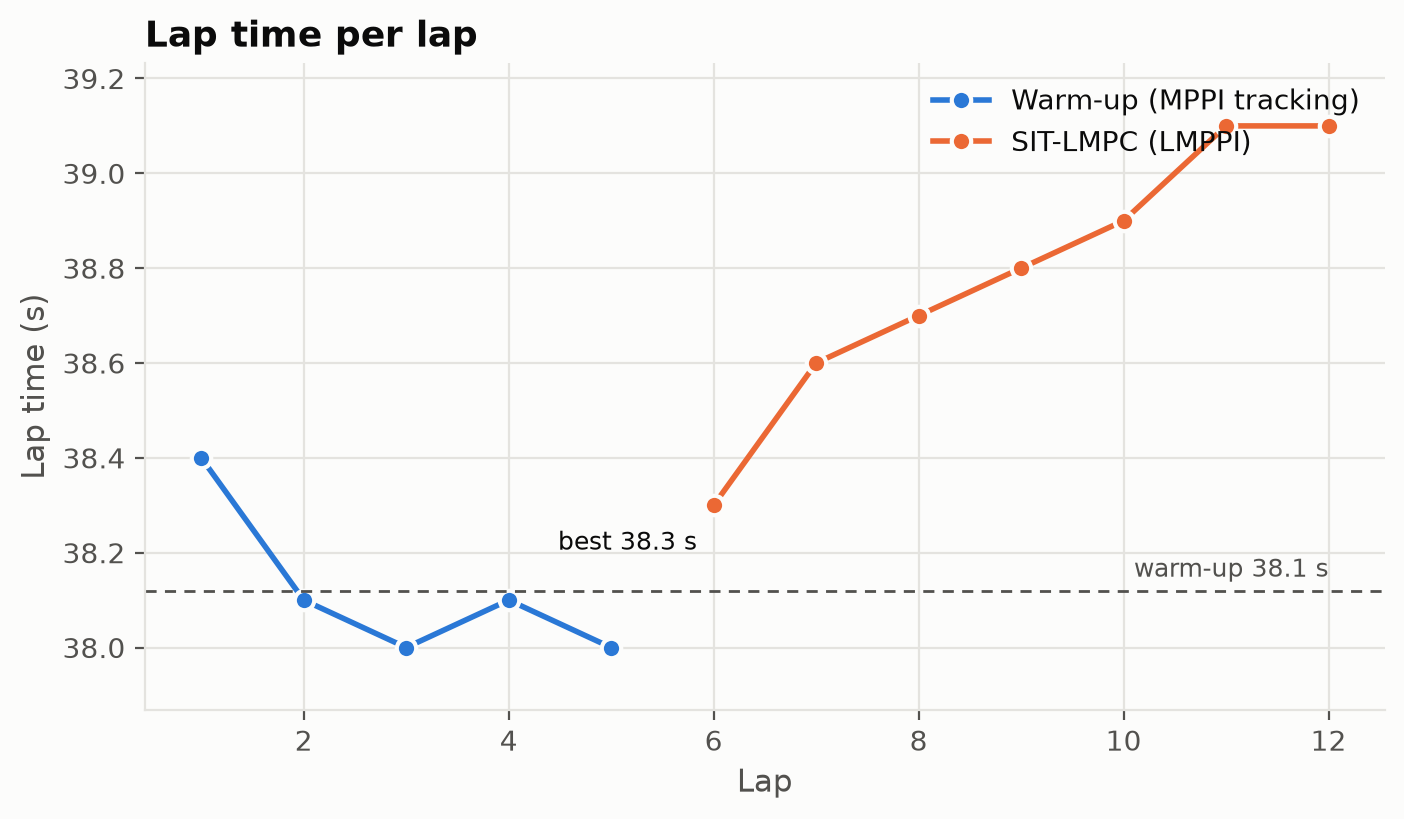 Lap time per lap
39.2
39.0
38.8
38.6
38.4
38.2
38.0
Lap time (s)
Warm-up (MPPI tracking)
SIT-LMPC (LMPPI)
best 38.3 s
warm-up 38.1 s
2 4 6 8 10 12
Lap